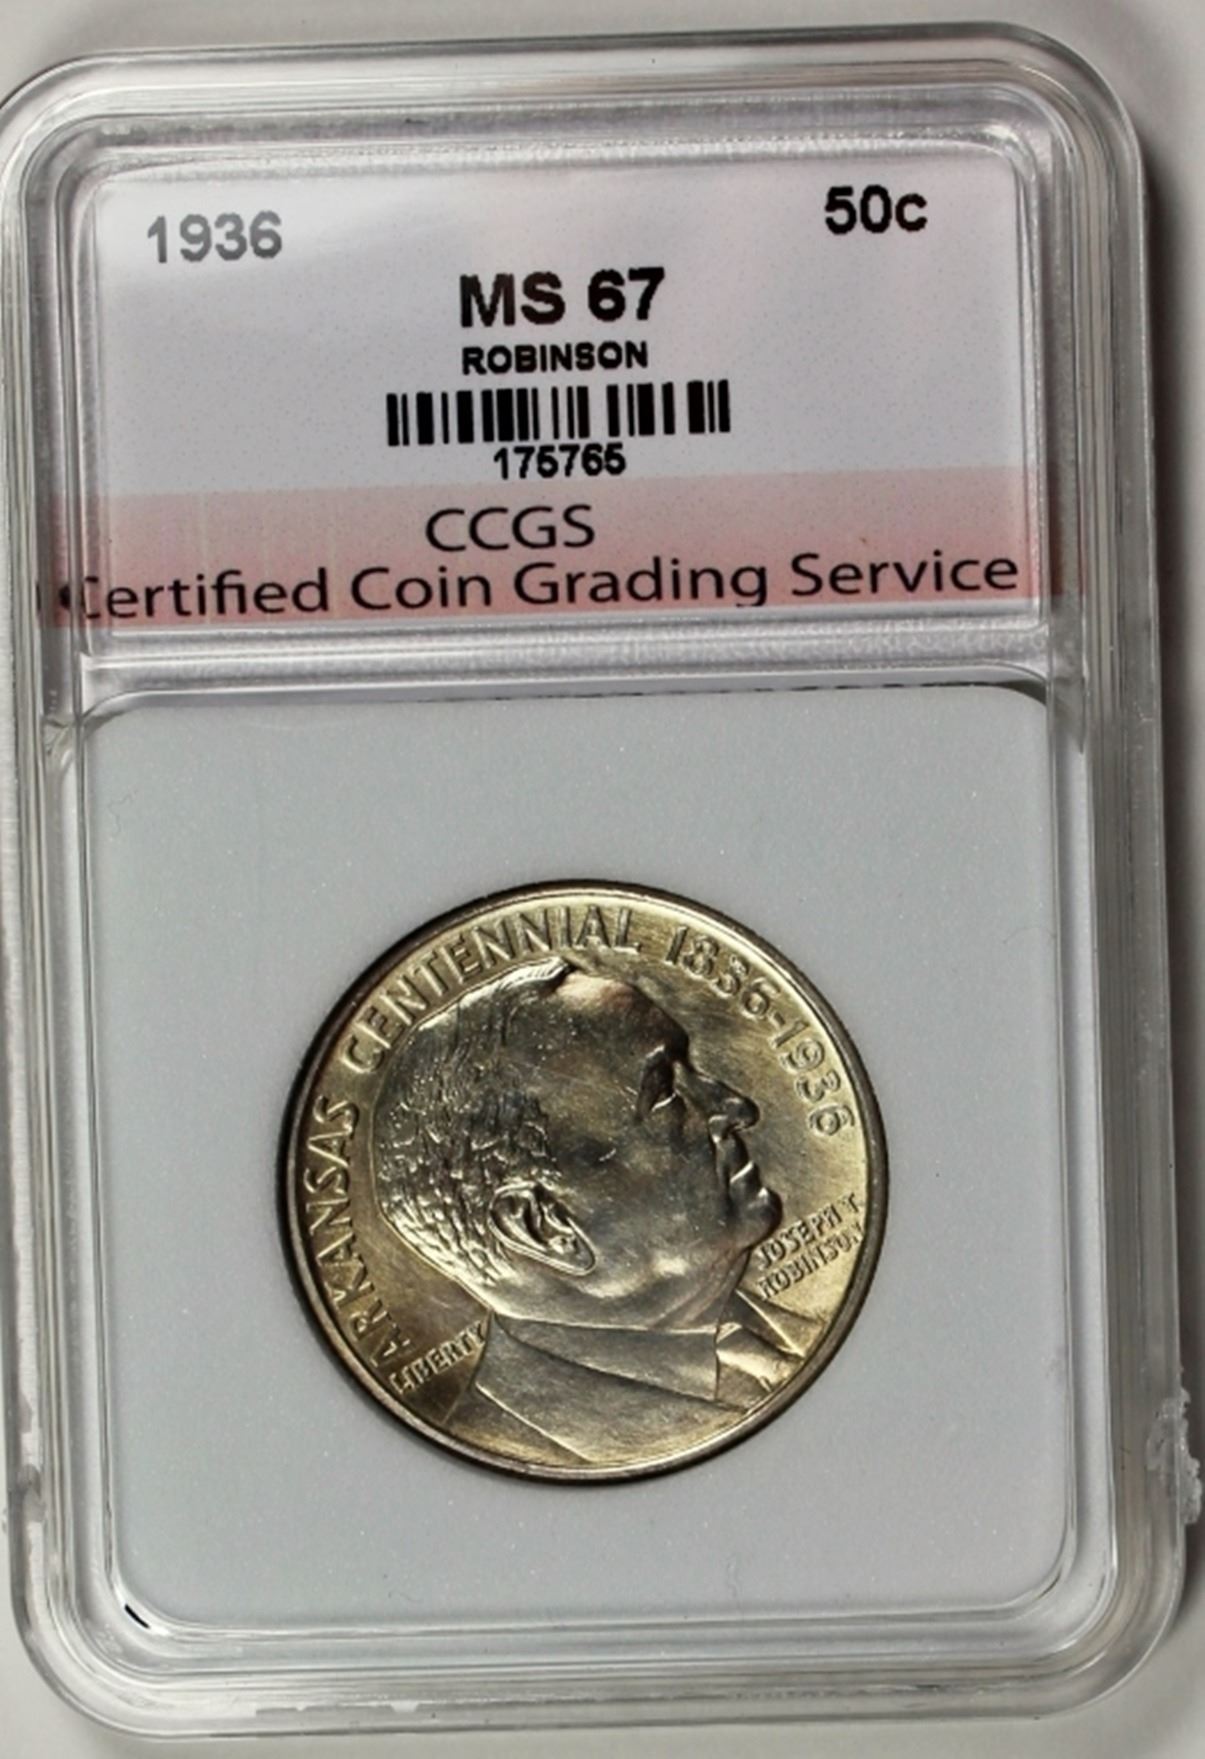 1936
50c
MS 67
ROBINSON
175765
CCGS
Certified Coin Grading Service
ARKANSAS CENTENNIAL 1836-1936
JOSEPH T.
ROBINSON
LIBERTY